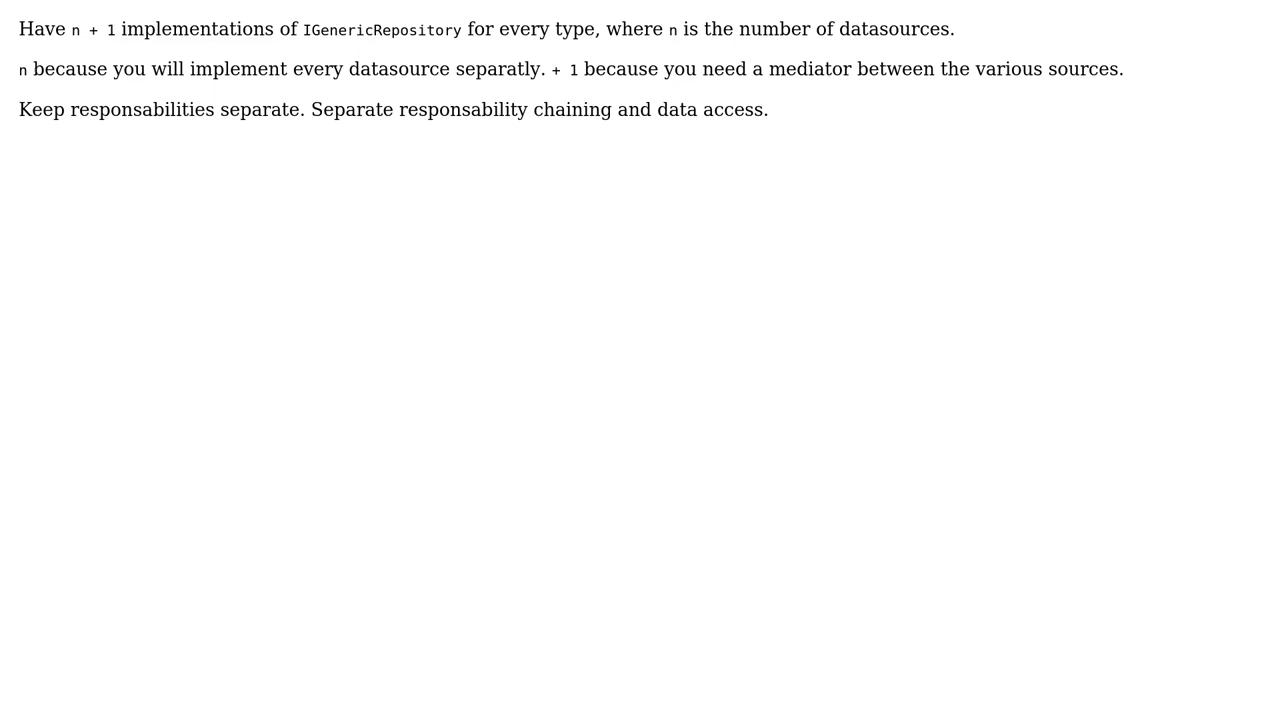 Have n + 1 implementations of IGenericRepository for every type, where n is the number of datasources.
n because you will implement every datasource separatly. + 1 because you need a mediator between the various sources.
Keep responsabilities separate. Separate responsability chaining and data access.